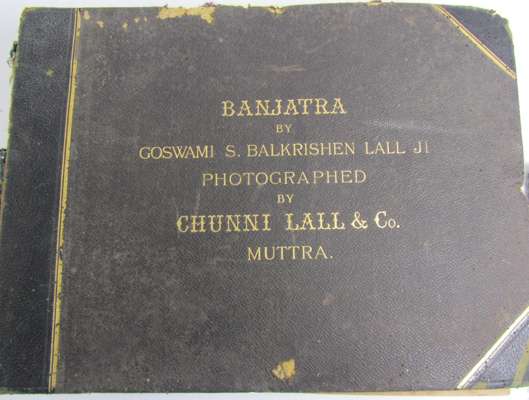 BANJATRA
BY
GOSWAMI S. BALKRISHEN LALL JI
PHOTOGRAPHED
BY
CHUNNI LALL & Co.
MUTTRA.